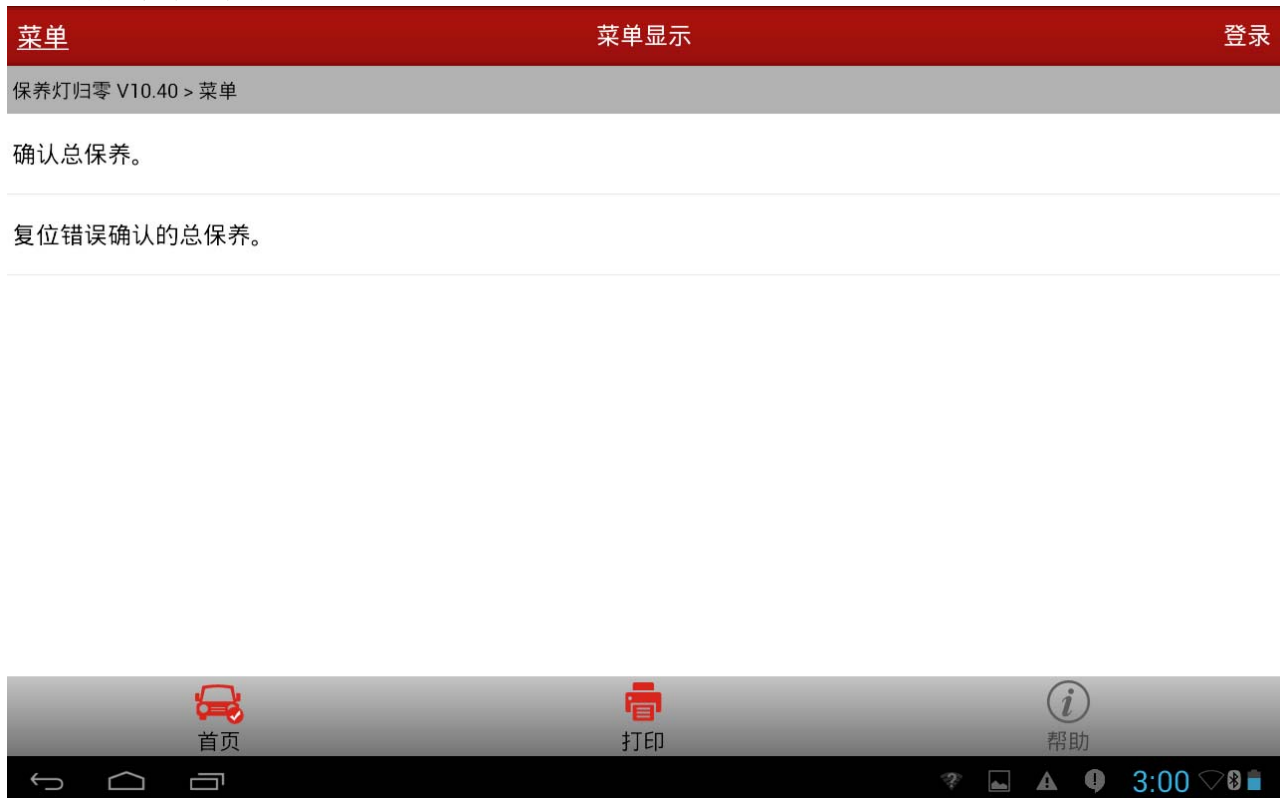 菜单 菜单显示 登录
保养灯归零 V10.40 > 菜单
确认总保养。
复位错误确认的总保养。
首页 打印 帮助
3:00